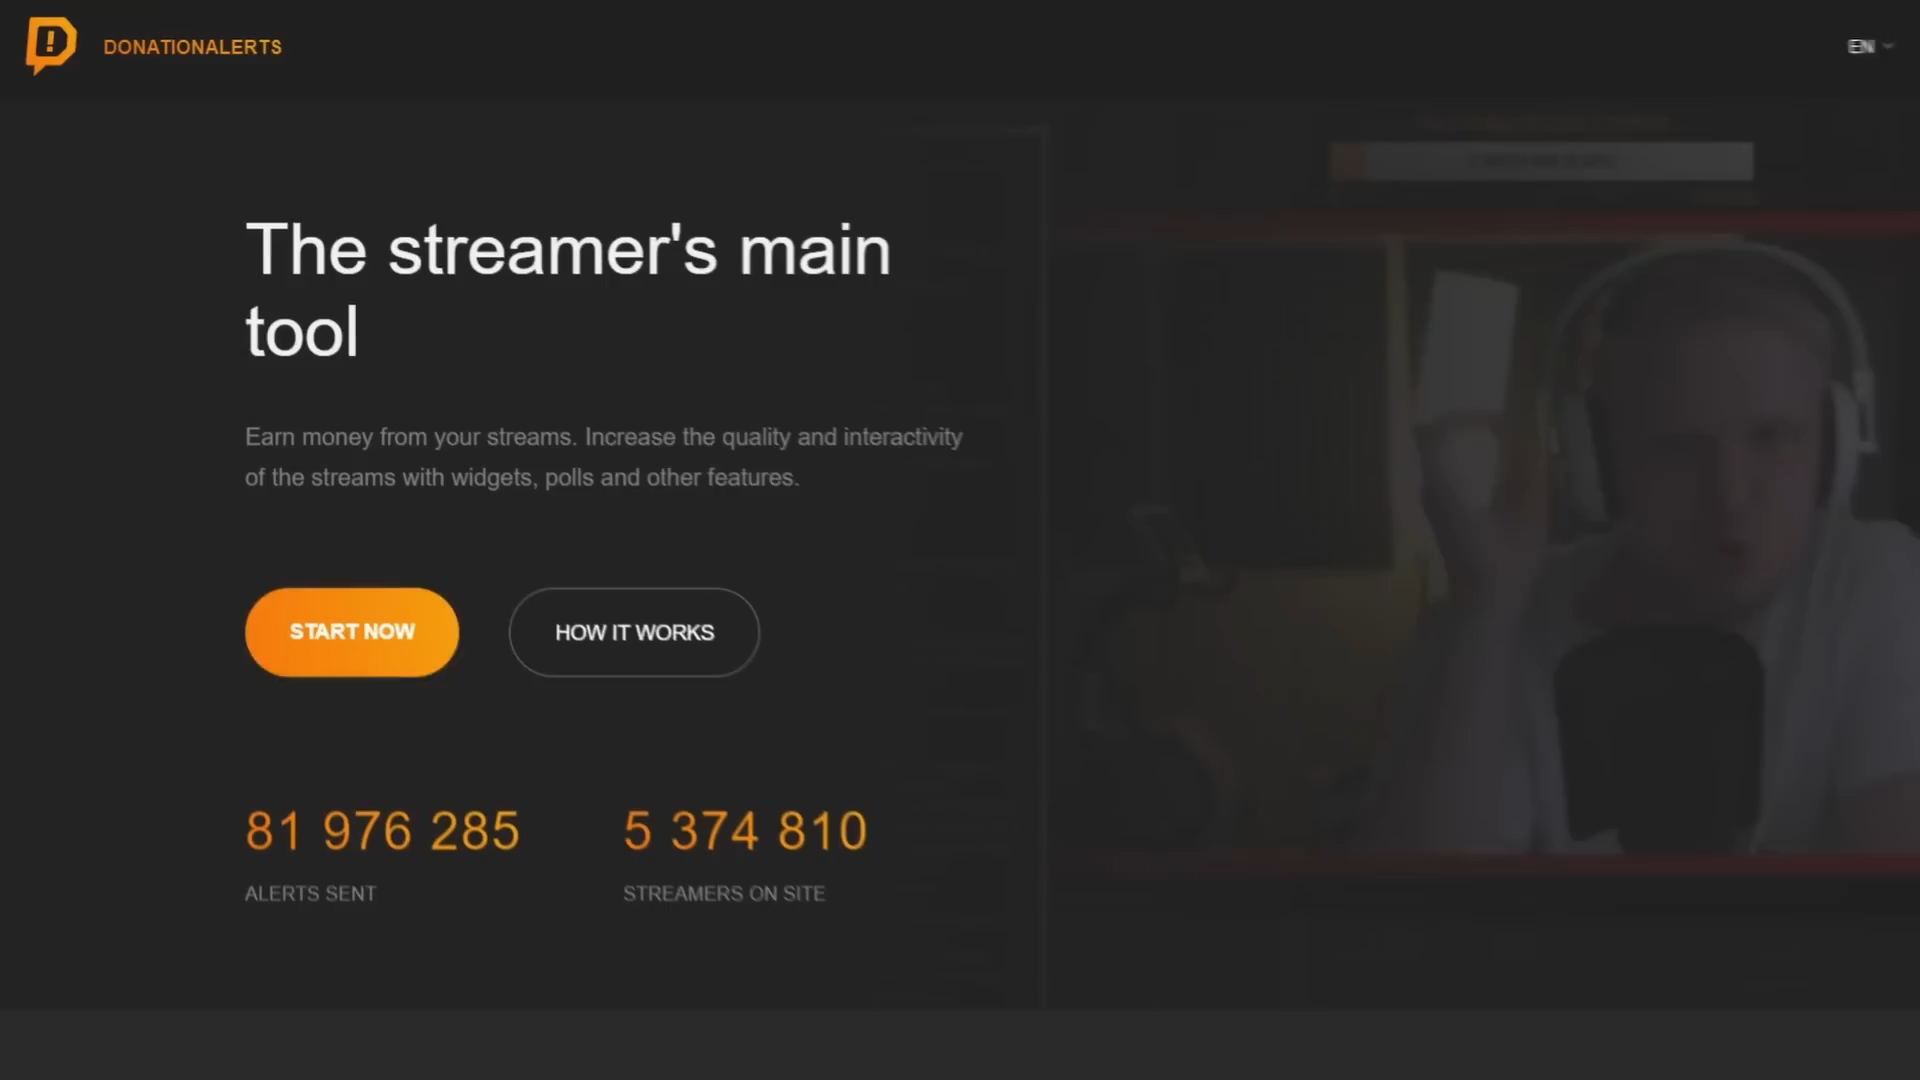 DONATIONALERTS
EN
The streamer's main
tool
Earn money from your streams. Increase the quality and interactivity
of the streams with widgets, polls and other features.
START NOW
HOW IT WORKS
81 976 285
5 374 810
ALERTS SENT
STREAMERS ON SITE